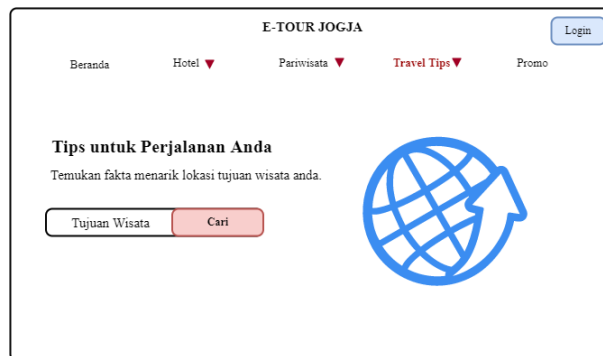 E-TOUR JOGJA
Login
Beranda Hotel Pariwisata Travel Tips Promo
Tips untuk Perjalanan Anda
Temukan fakta menarik lokasi tujuan wisata anda.
Tujuan Wisata Cari